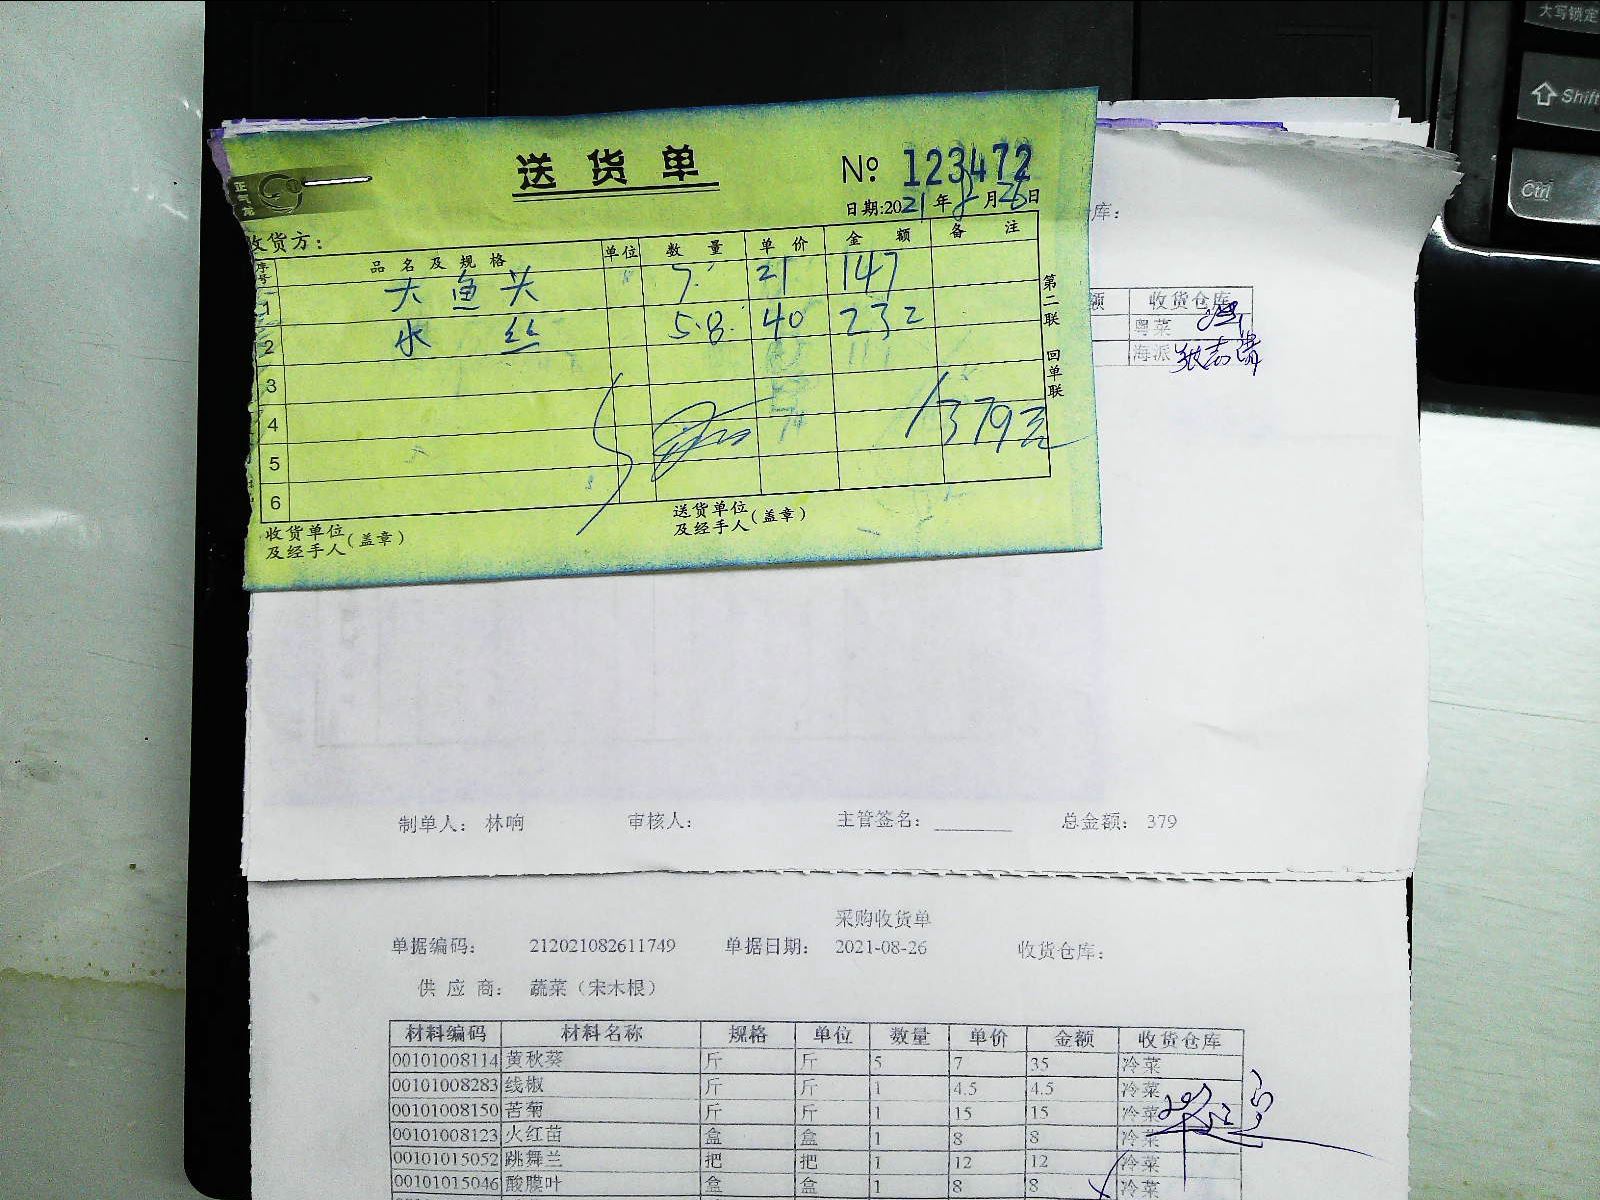 大写锁定
Shift
Ctrl
送货单
正气龙
№ 123472
日期:2021年8月26日
库:
收货方:
序号 品名及规格 单位 数量 单价 金额 备注
1 大鱼头 7 21 147
2 水丝 5.8 40 232
3
4
5
6
379元
第二联 回单联
收货单位及经手人(盖章)
送货单位及经手人(盖章)
额 收货仓库
粤菜
海派
制单人: 林响 审核人: 主管签名: 总金额: 379
采购收货单
单据编码: 212021082611749 单据日期: 2021-08-26 收货仓库:
供应商: 蔬菜(宋木根)
材料编码 材料名称 规格 单位 数量 单价 金额 收货仓库
00101008114 黄秋葵 斤 斤 5 7 35 冷菜
00101008283 线椒 斤 斤 1 4.5 4.5 冷菜
00101008150 苦菊 斤 斤 1 15 15 冷菜
00101008123 火红苗 盒 盒 1 8 8 冷菜
00101015052 跳舞兰 把 把 1 12 12 冷菜
00101015046 酸膜叶 盒 盒 1 8 8 冷菜